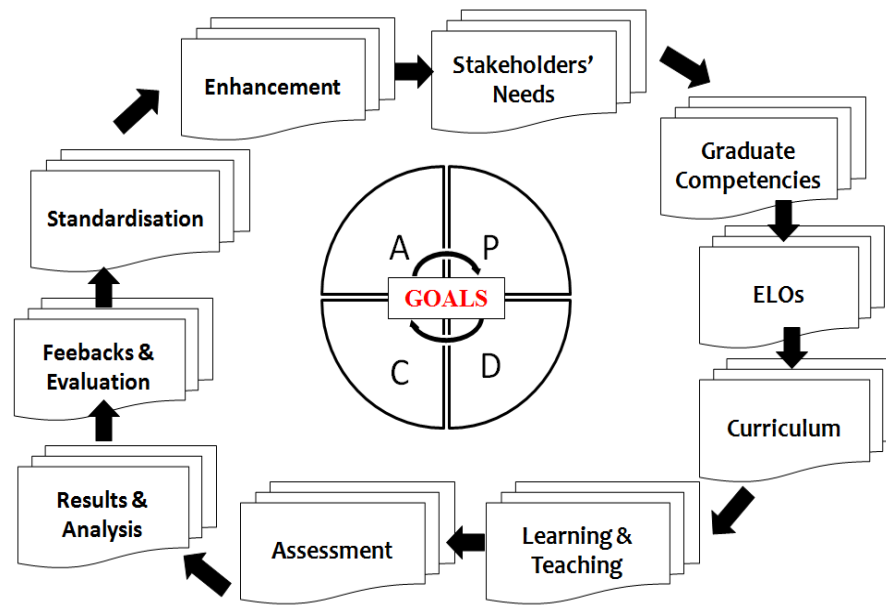 Enhancement
Stakeholders'
Needs
Graduate
Competencies
Standardisation
A
P
GOALS
ELOs
Feebacks &
Evaluation
C
D
Curriculum
Results &
Analysis
Assessment
Learning &
Teaching